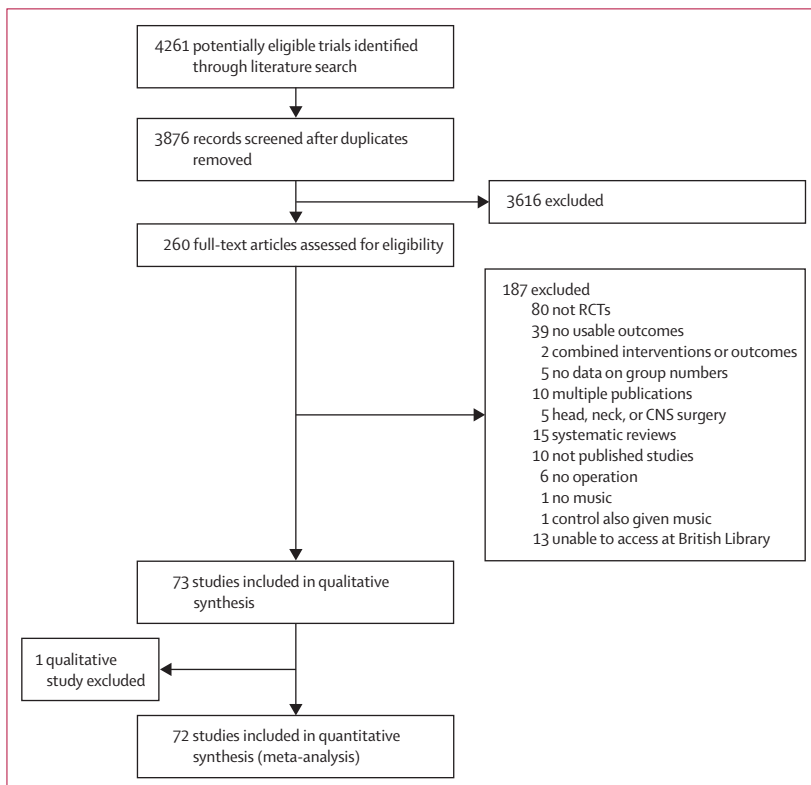 4261 potentially eligible trials identified
through literature search
3876 records screened after duplicates
removed
3616 excluded
260 full-text articles assessed for eligibility
187 excluded
80 not RCTs
39 no usable outcomes
2 combined interventions or outcomes
5 no data on group numbers
10 multiple publications
5 head, neck, or CNS surgery
15 systematic reviews
10 not published studies
6 no operation
1 no music
1 control also given music
13 unable to access at British Library
73 studies included in qualitative
synthesis
1 qualitative
study excluded
72 studies included in quantitative
synthesis (meta-analysis)